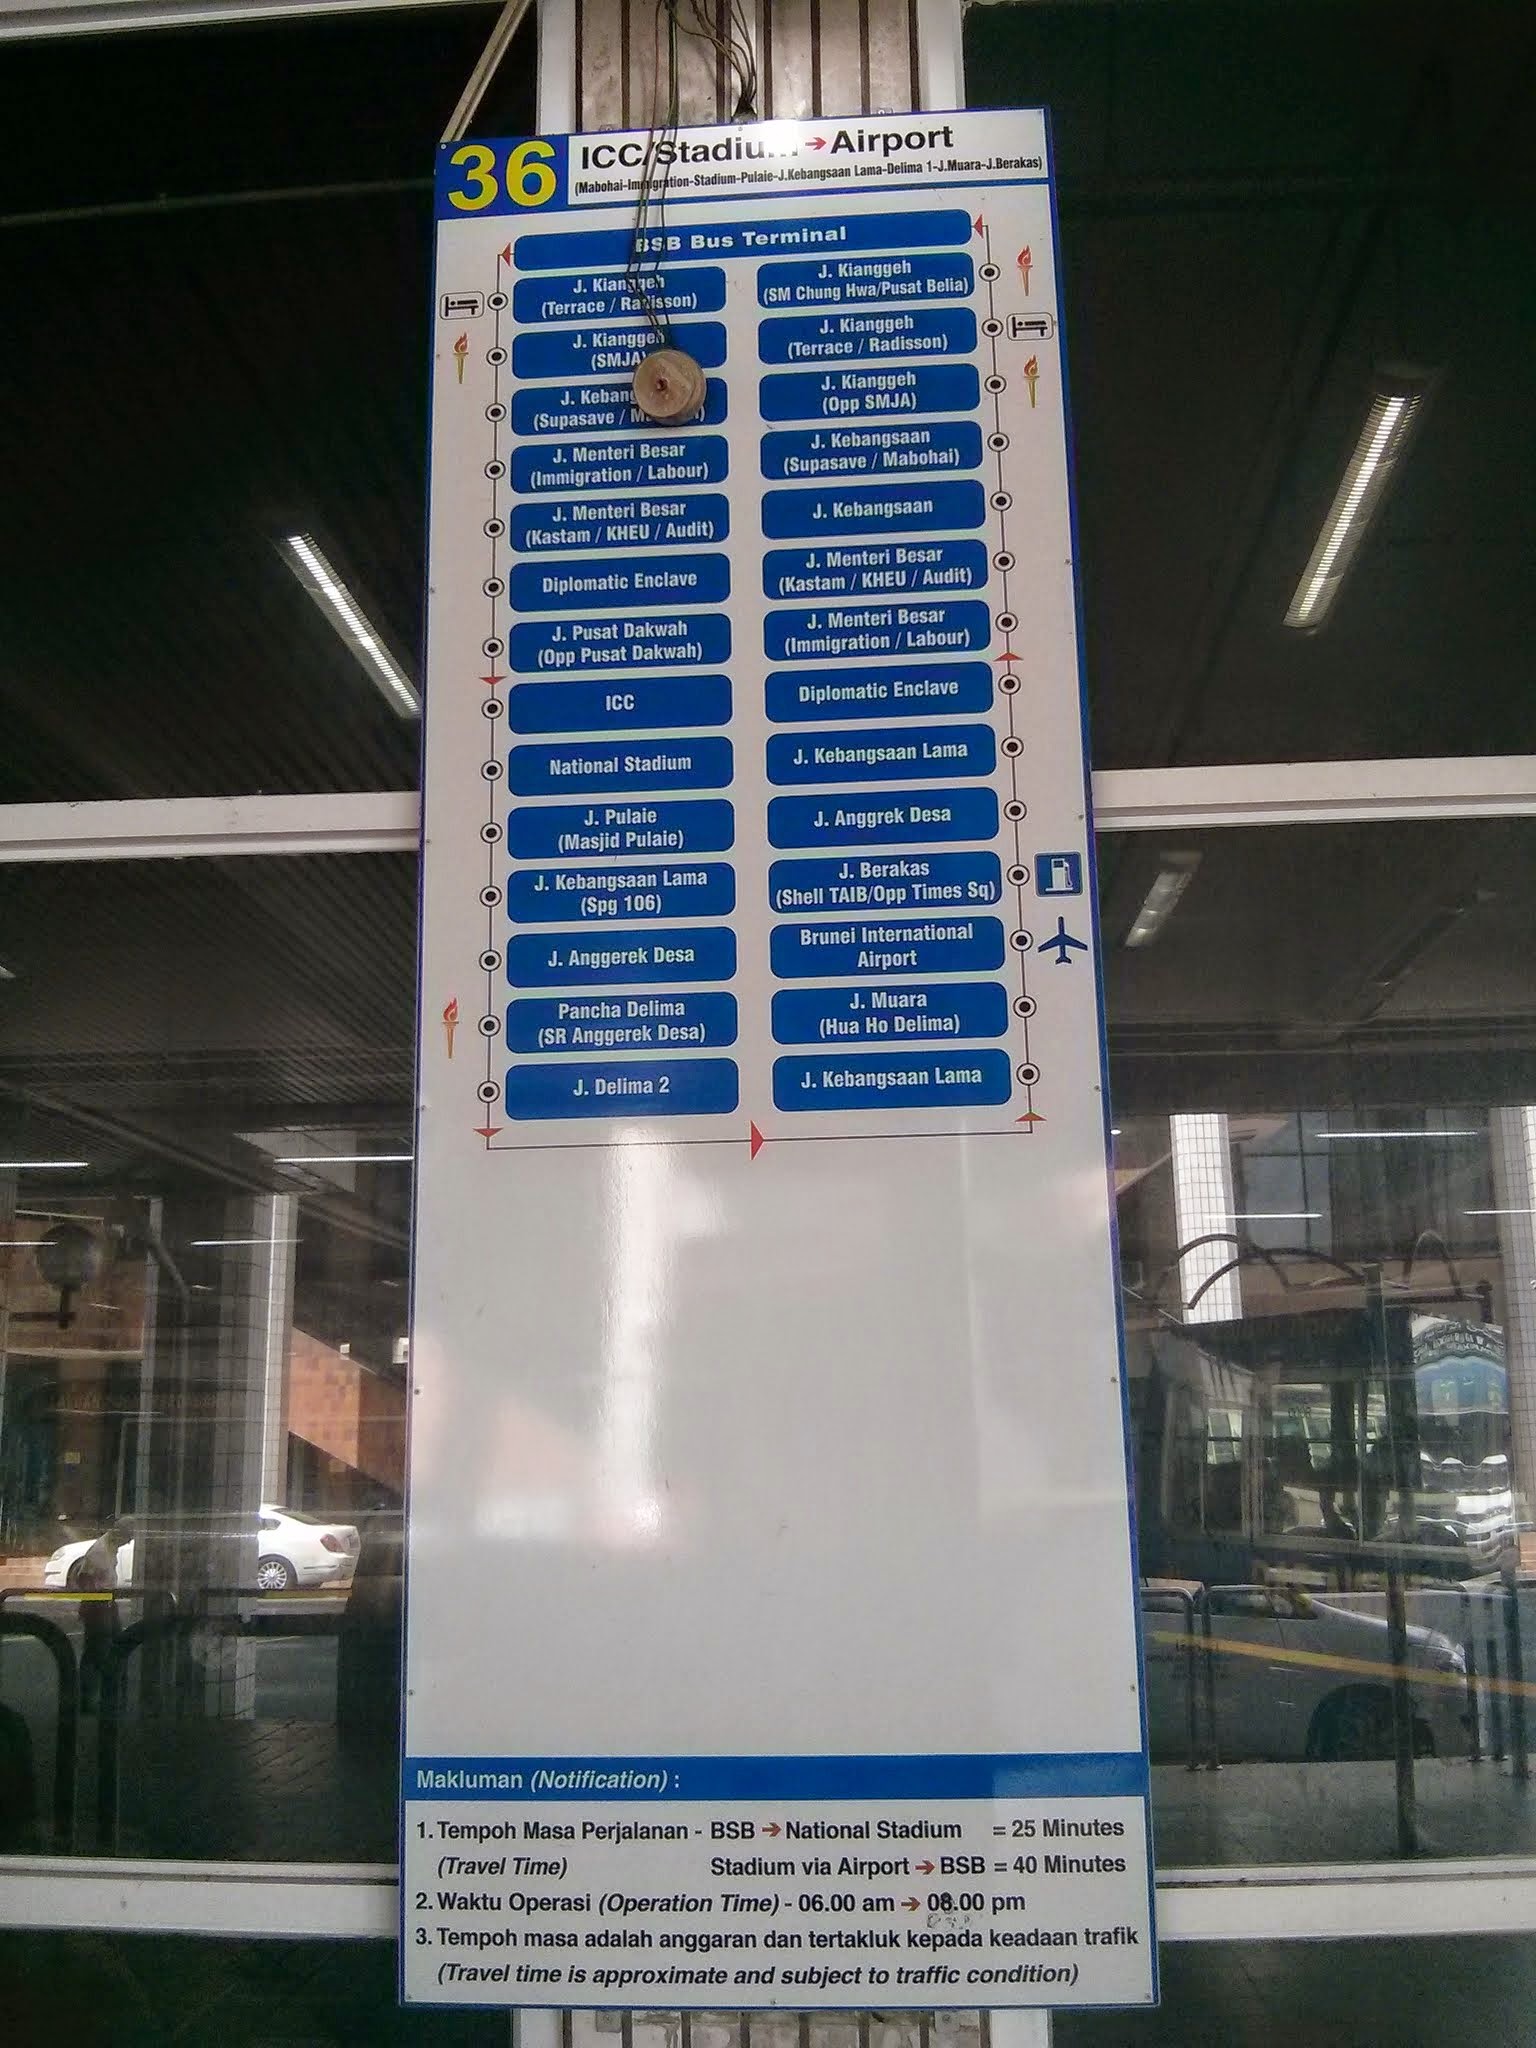 36
ICC/Stadiu → Airport
(Mabohai-Immigration-Stadium-Pulaie-J.Kebangsaan Lama-Delima 1-J.Muara-J.Berakas)
BSB Bus Terminal
J. Kianggeh
(Terrace / Radisson)
J. Kianggeh
(SMJA)
J. Kebang
(Supasave /
J. Menteri Besar
(Immigration / Labour)
J. Menteri Besar
(Kastam / KHEU / Audit)
Diplomatic Enclave
J. Pusat Dakwah
(Opp Pusat Dakwah)
ICC
National Stadium
J. Pulaie
(Masjid Pulaie)
J. Kebangsaan Lama
(Spg 106)
J. Anggerek Desa
Pancha Delima
(SR Anggerek Desa)
J. Delima 2
J. Kianggeh
(SM Chung Hwa/Pusat Belia)
J. Kianggeh
(Terrace / Radisson)
J. Kianggeh
(Opp SMJA)
J. Kebangsaan
(Supasave / Mabohai)
J. Kebangsaan
J. Menteri Besar
(Kastam / KHEU / Audit)
J. Menteri Besar
(Immigration / Labour)
Diplomatic Enclave
J. Kebangsaan Lama
J. Anggrek Desa
J. Berakas
(Shell TAIB/Opp Times Sq)
Brunei International
Airport
J. Muara
(Hua Ho Delima)
J. Kebangsaan Lama
Makluman (Notification) :
1. Tempoh Masa Perjalanan - BSB → National Stadium = 25 Minutes
(Travel Time) Stadium via Airport → BSB = 40 Minutes
2. Waktu Operasi (Operation Time) - 06.00 am → 08.00 pm
3. Tempoh masa adalah anggaran dan tertakluk kepada keadaan trafik
(Travel time is approximate and subject to traffic condition)